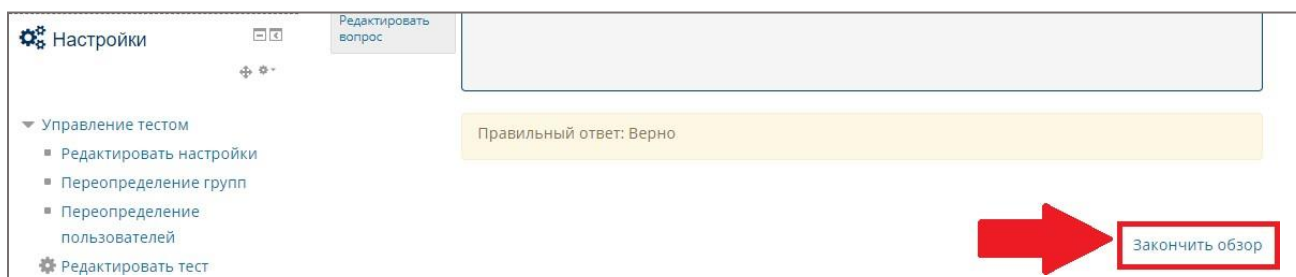 Настройки
Редактировать
вопрос
Управление тестом
Редактировать настройки
Переопределение групп
Переопределение
пользователей
Редактировать тест
Правильный ответ: Верно
Закончить обзор